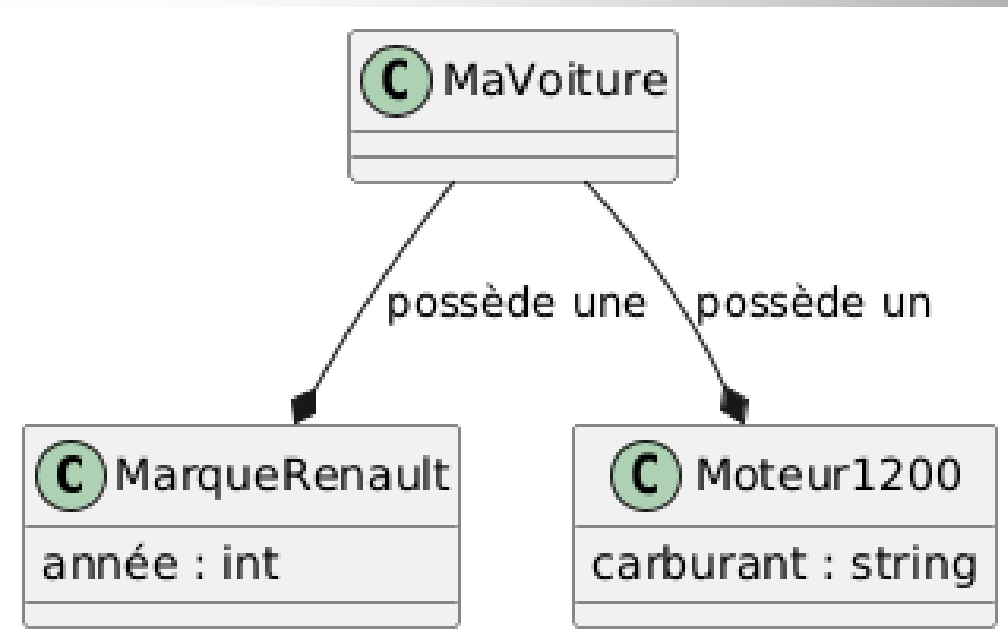 C MaVoiture
possède une
possède un
C MarqueRenault
année : int
C Moteur1200
carburant : string